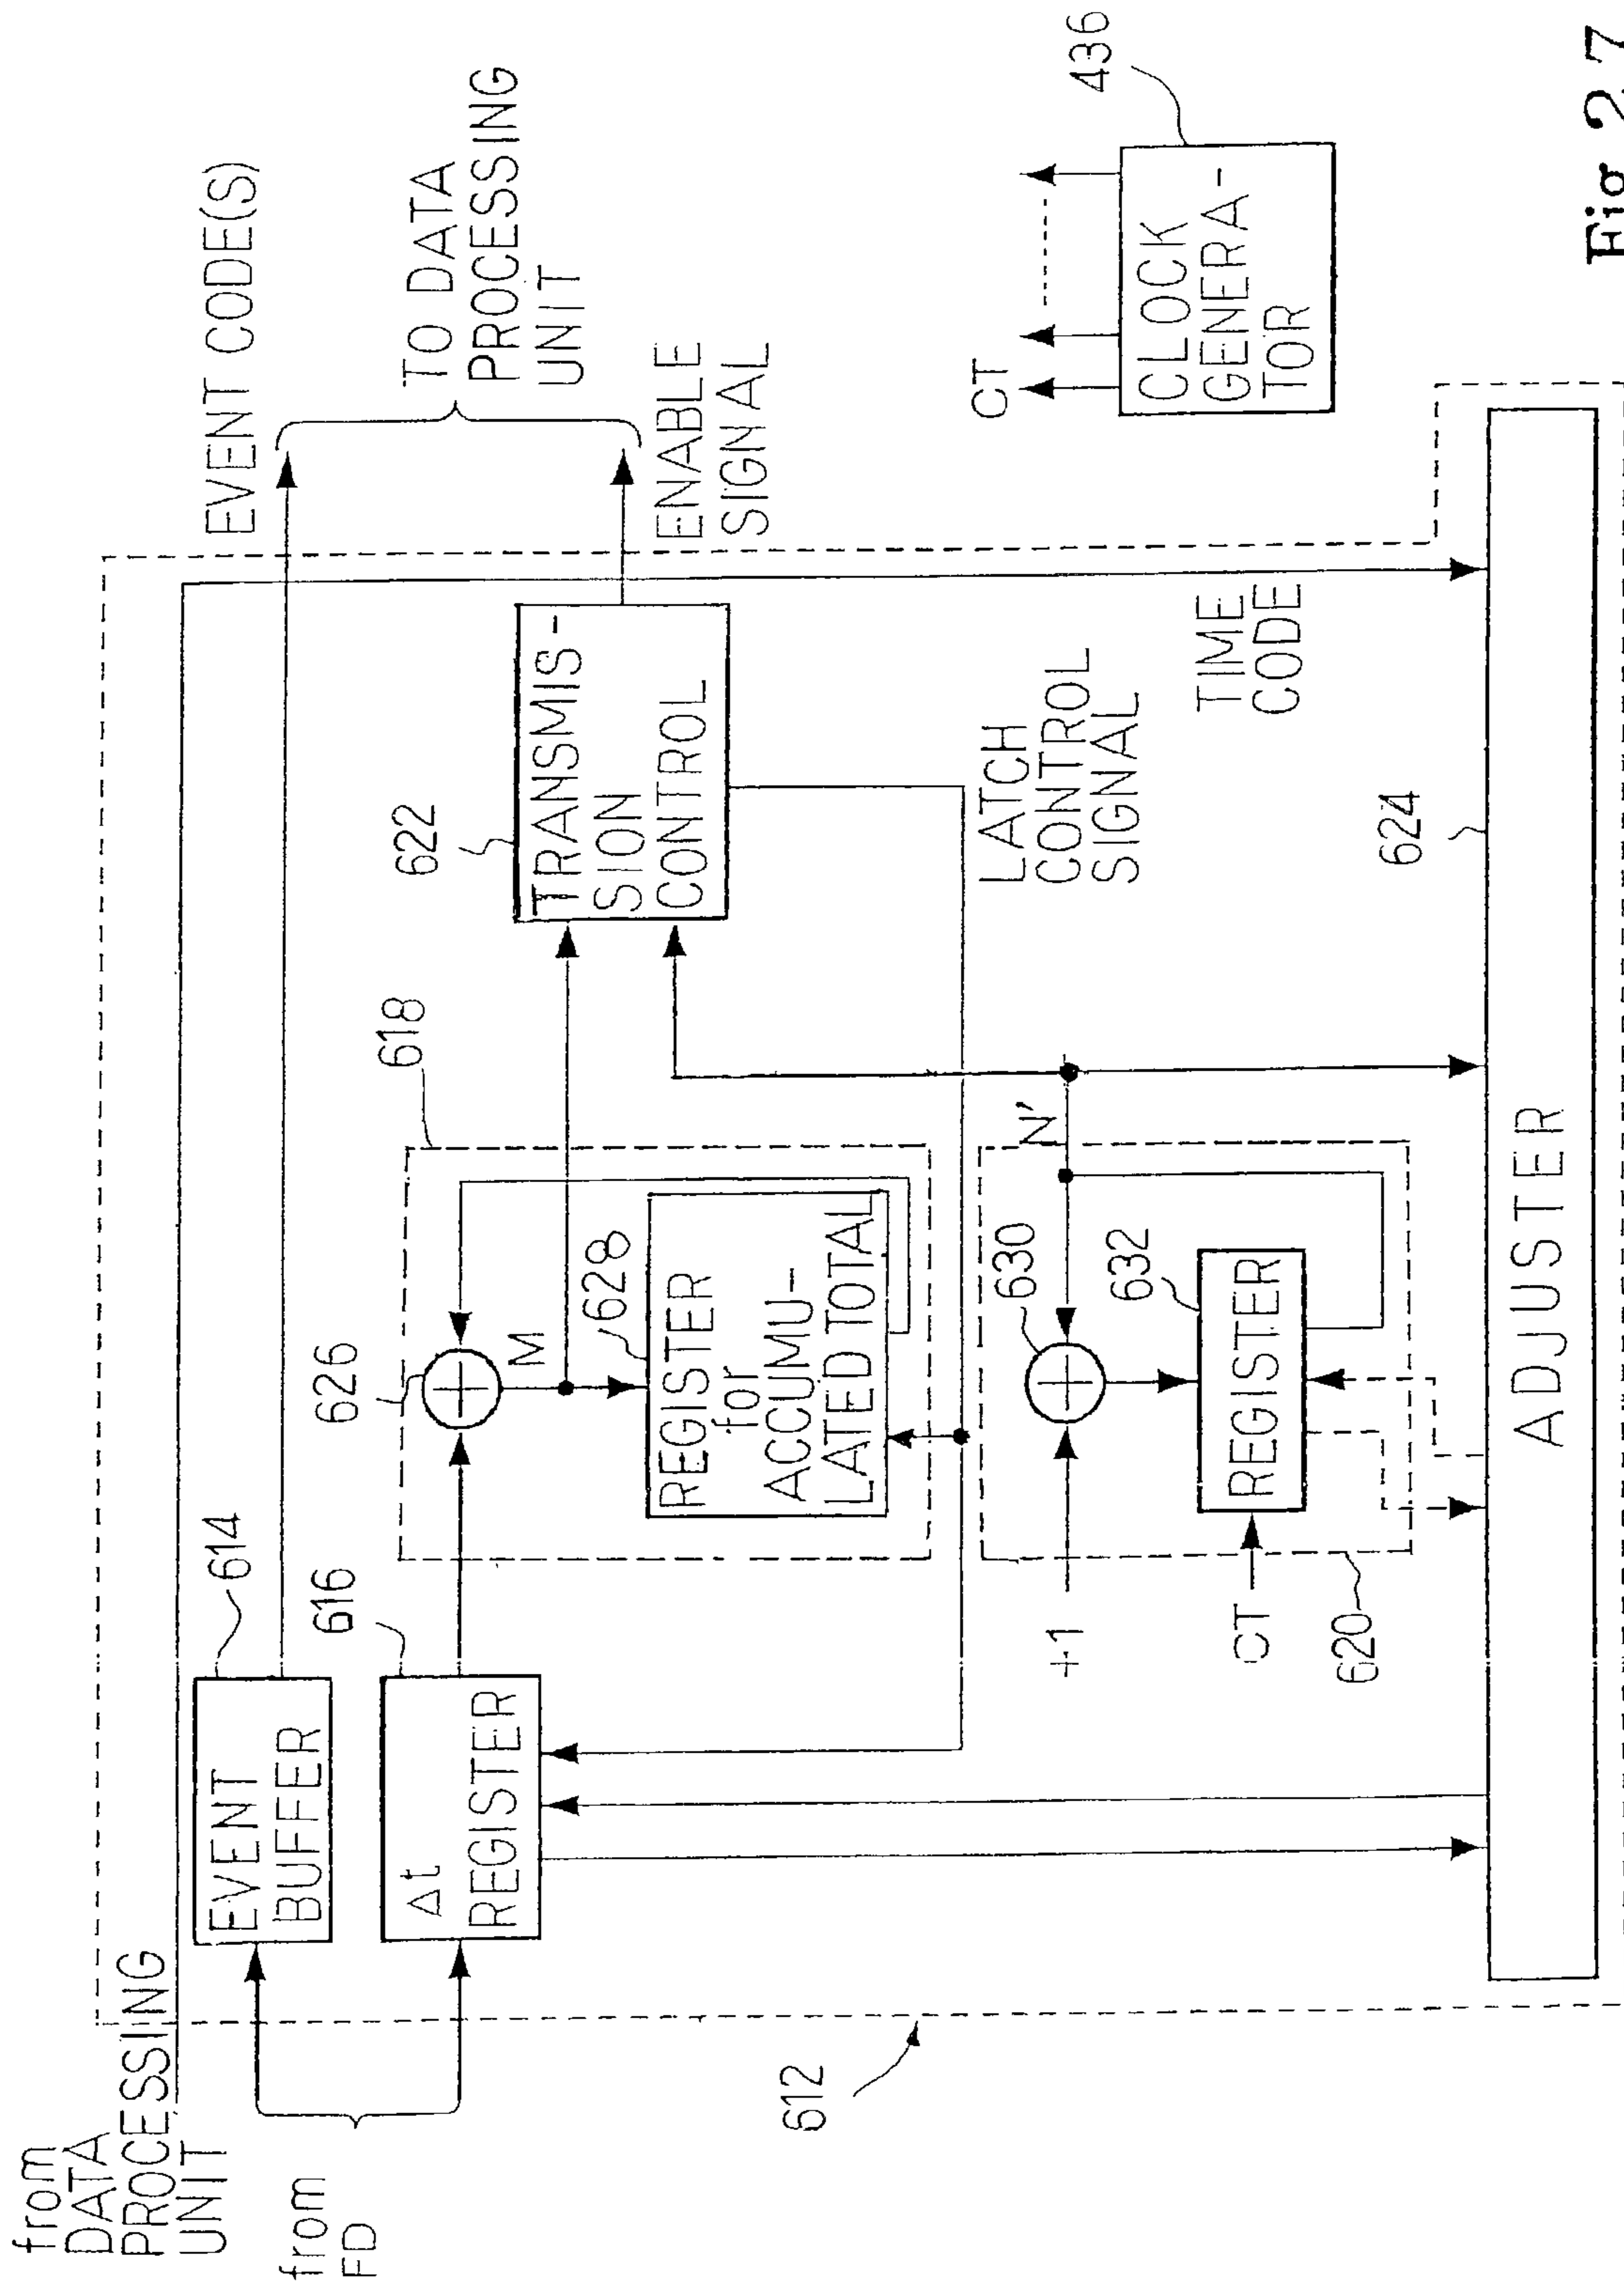 from
DATA
PROCESSING
UNIT
from
FD
EVENT
BUFFER
614
Δt
REGISTER
616
626
M
618
628
REGISTER
for
ACCUMU-
LATED TOTAL
622
TRANSMIS-
SION
CONTROL
EVENT CODE(S)
TO DATA
PROCESSING
UNIT
ENABLE
SIGNAL
LATCH
CONTROL
SIGNAL
TIME
CODE
+1
630
N'
CT
632
REGISTER
620
612
ADJUSTER
624
CT
CLOCK
GENERA-
TOR
436
Fig. 27